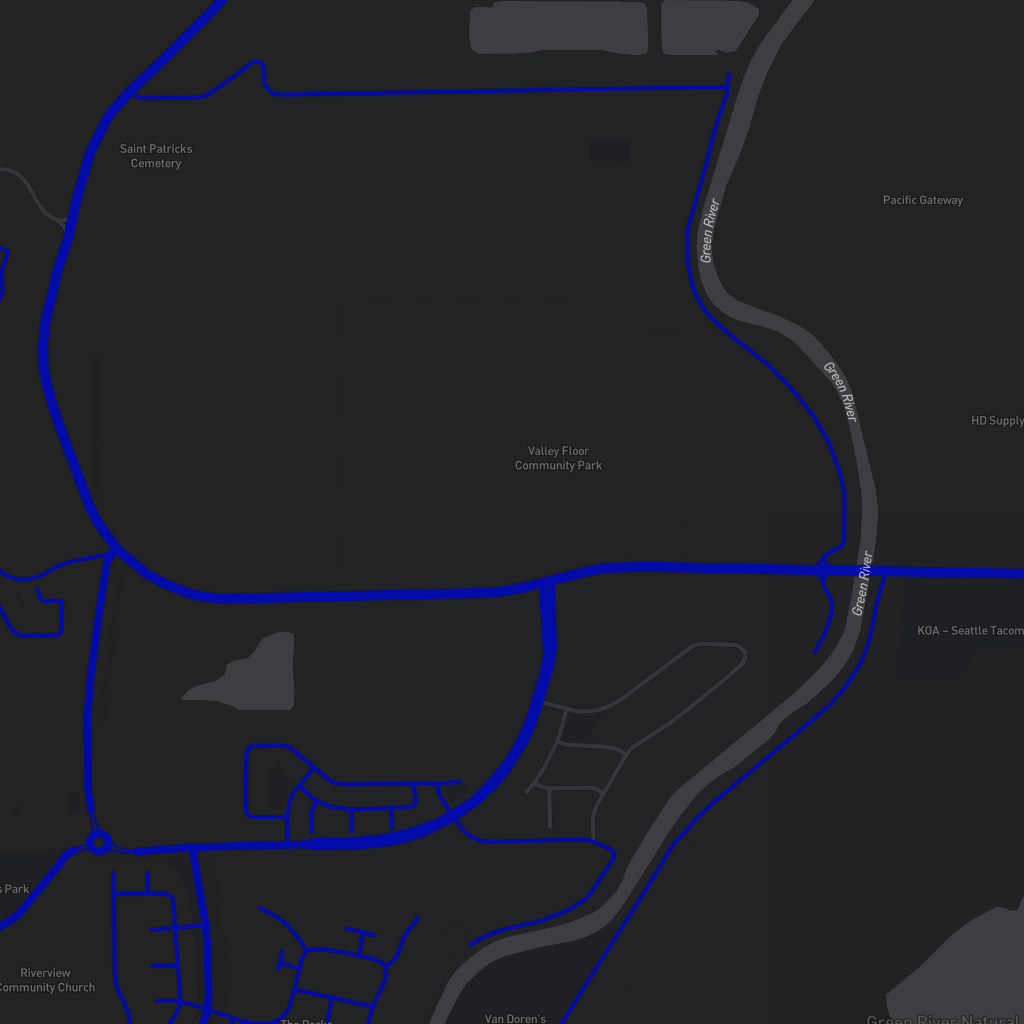 Saint Patricks
Cemetery
Pacific Gateway
Green River
Green River
HD Supply
Valley Floor
Community Park
Green River
KOA – Seattle Tacom
s Park
Riverview
Community Church
The Parks
Van Doren's
Green River Natural